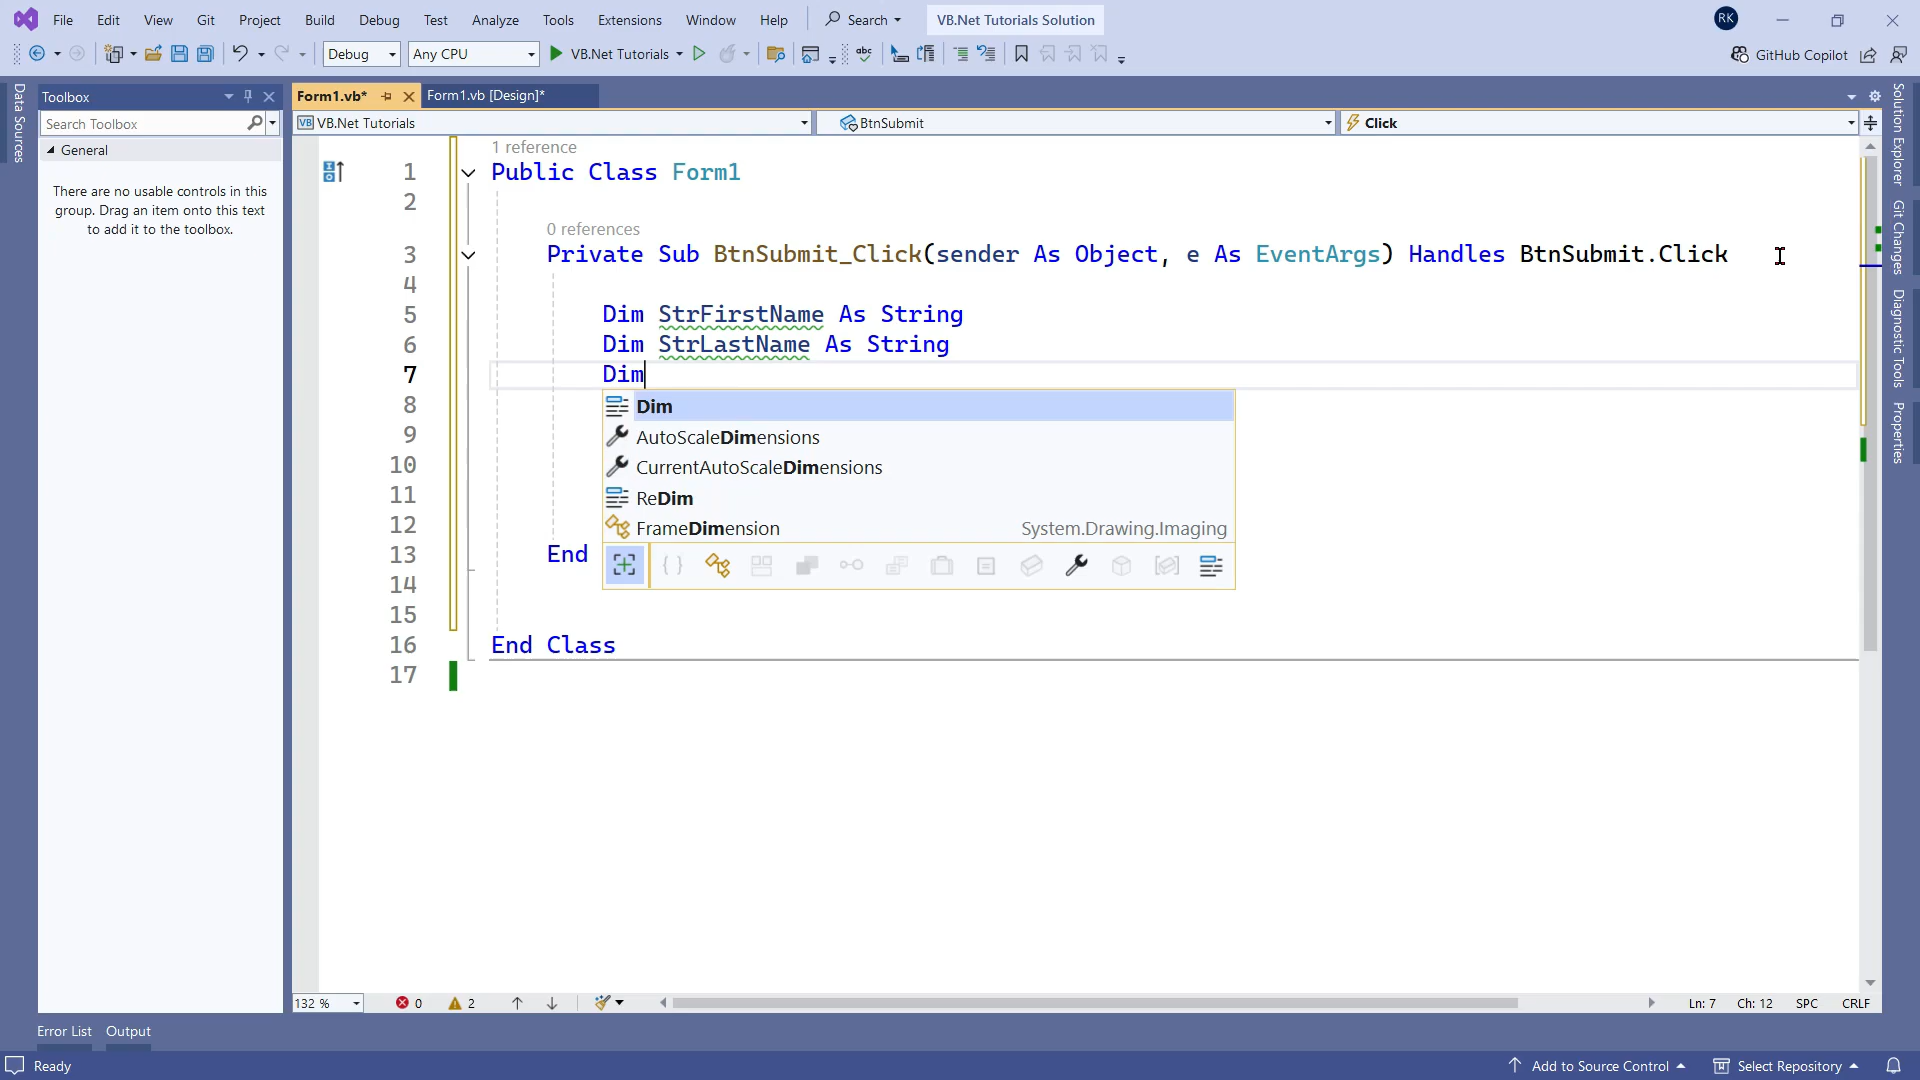 File Edit View Git Project Build Debug Test Analyze Tools Extensions Window Help Search VB.Net Tutorials Solution RK
Debug Any CPU VB.Net Tutorials abc GitHub Copilot
Data Sources
Toolbox
Search Toolbox
General
There are no usable controls in this
group. Drag an item onto this text
to add it to the toolbox.
Form1.vb* Form1.vb [Design]*
VB VB.Net Tutorials BtnSubmit Click
1 reference
1 Public Class Form1
2
0 references
3 Private Sub BtnSubmit_Click(sender As Object, e As EventArgs) Handles BtnSubmit.Click
4
5 Dim StrFirstName As String
6 Dim StrLastName As String
7 Dim
8
9
10
11
12
13 End
14
15
16 End Class
17
Dim
AutoScaleDimensions
CurrentAutoScaleDimensions
ReDim
FrameDimension System.Drawing.Imaging
Solution Explorer
Git Changes
Diagnostic Tools
Properties
132 % 0 2 Ln: 7 Ch: 12 SPC CRLF
Error List Output
Ready Add to Source Control Select Repository